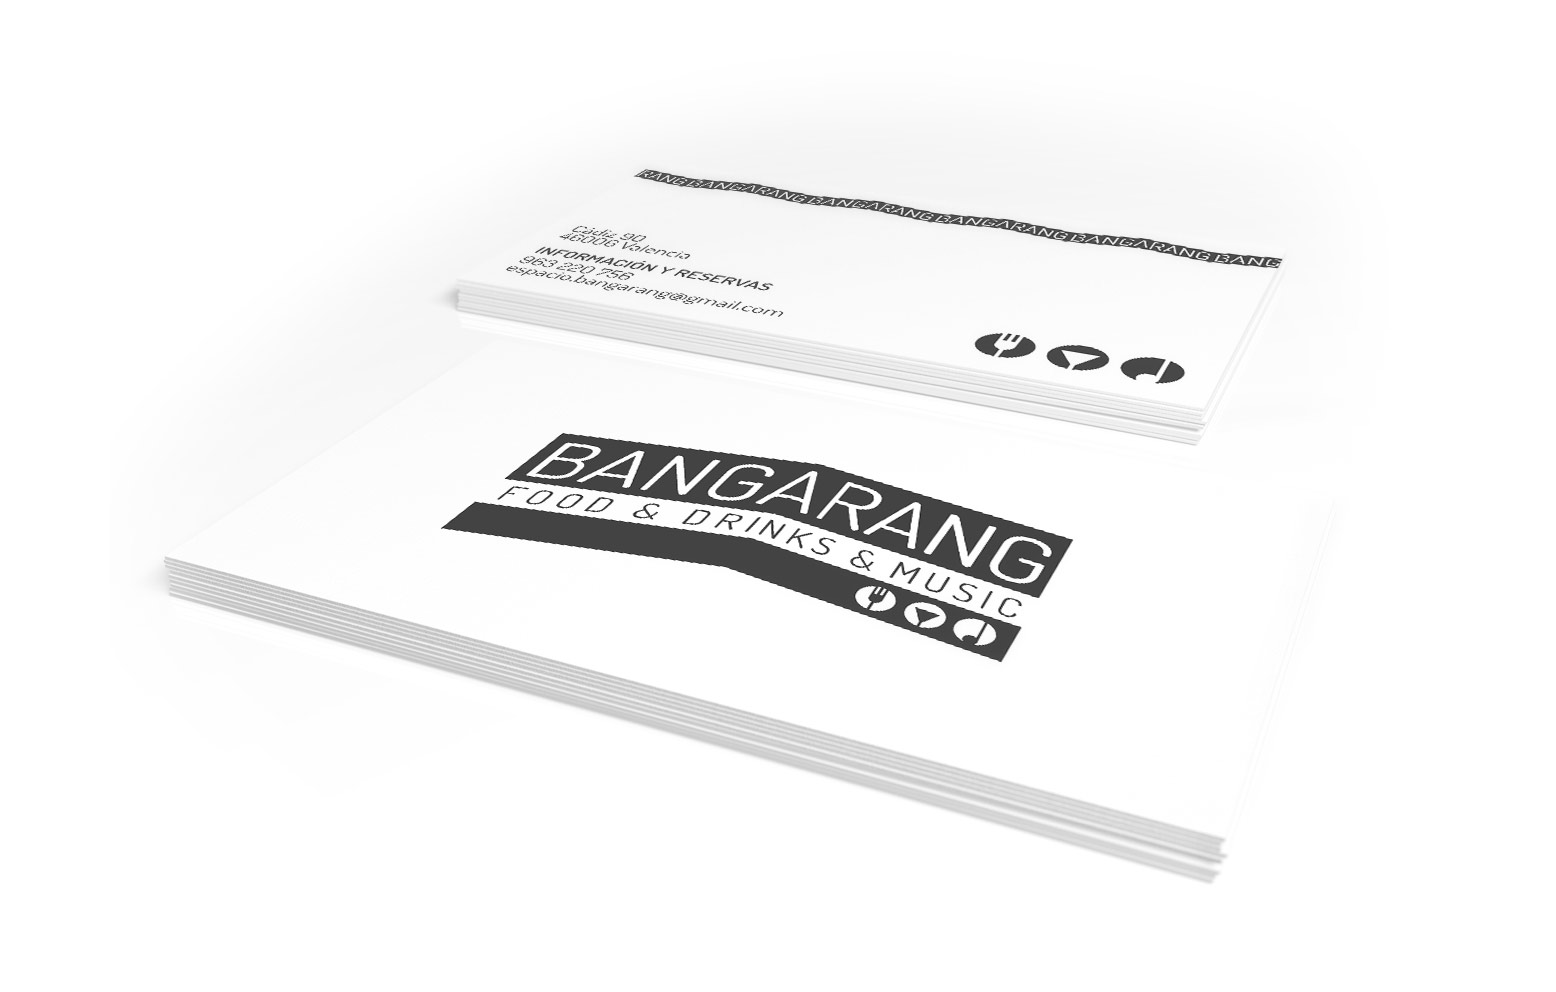 RANG BANGARANG BANGARANG BANGARANG BANGARANG BANG
Cádiz 90
46006 Valencia
INFORMACIÓN Y RESERVAS
963 220 756
espacio.bangarang@gmail.com
BANGARANG
FOOD & DRINKS & MUSIC